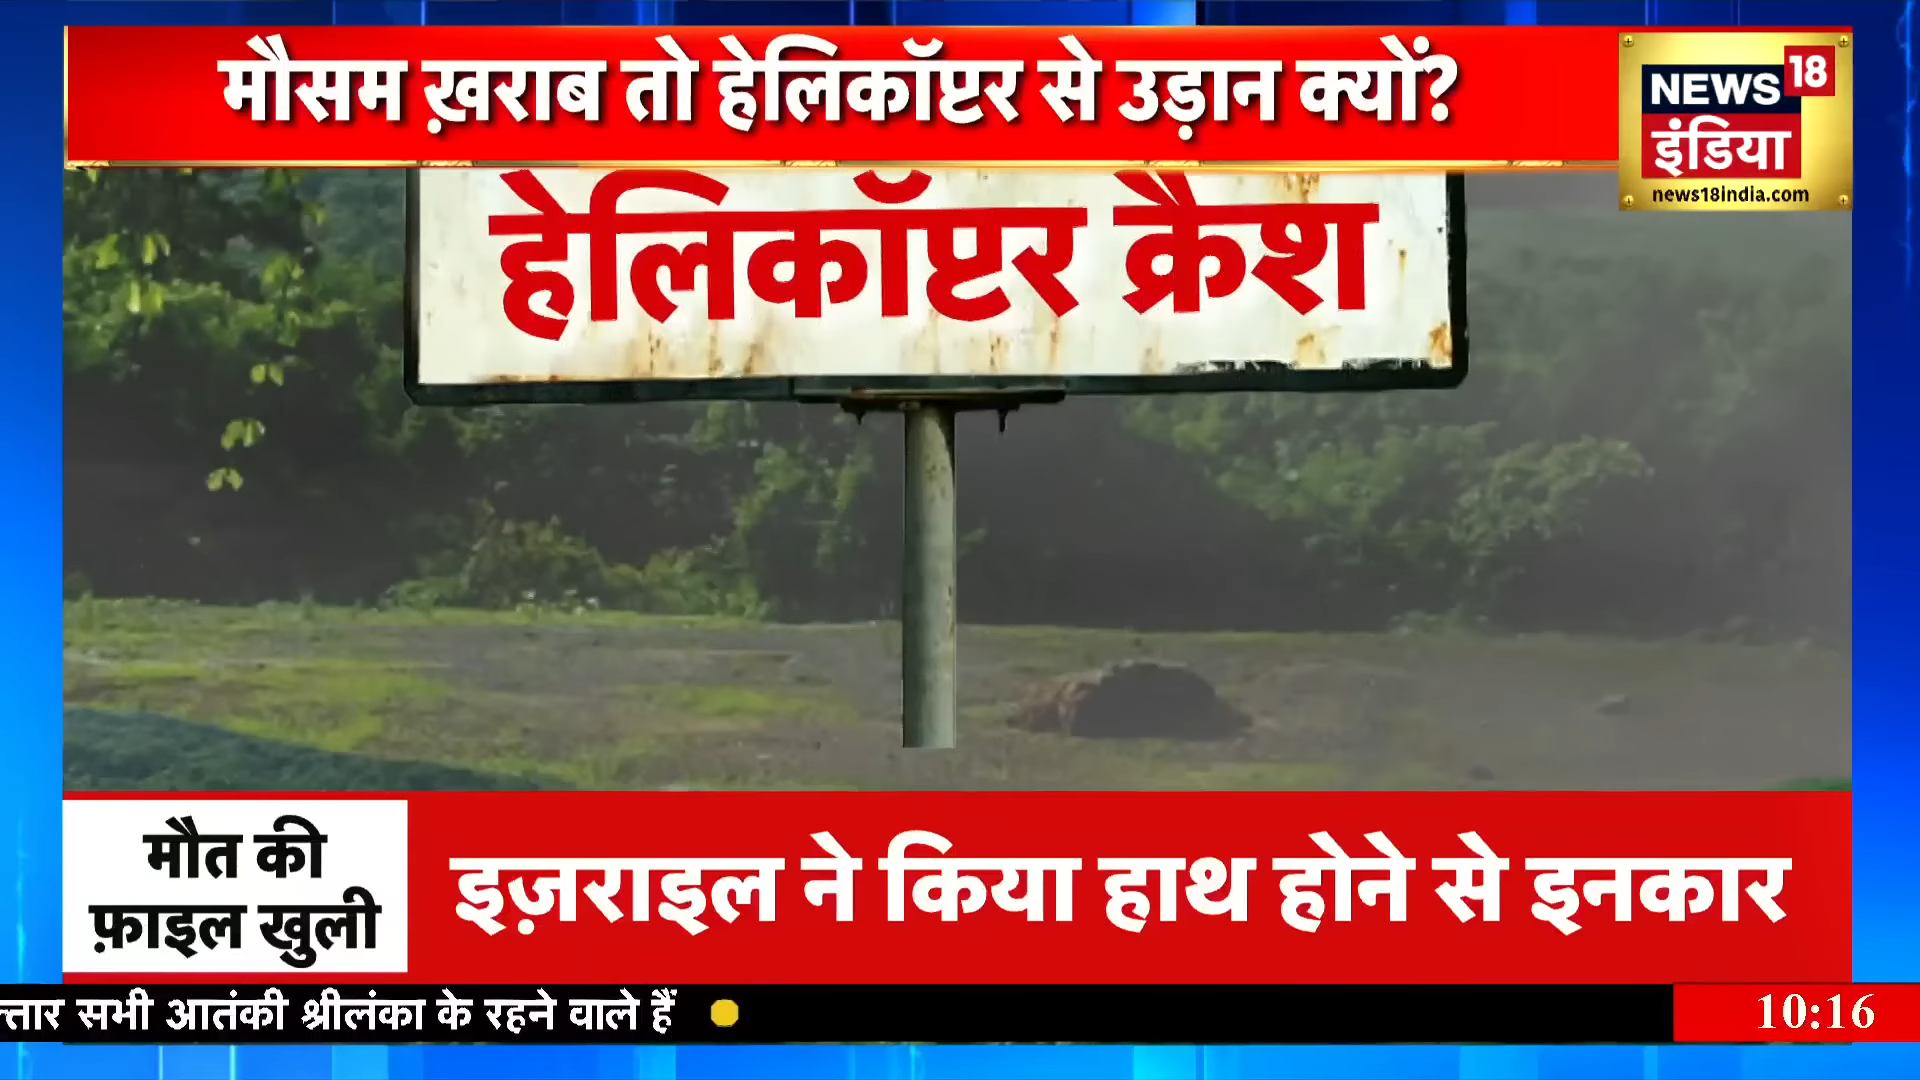 मौसम ख़राब तो हेलिकॉप्टर से उड़ान क्यों?
NEWS 18
इंडिया
news18india.com
हेलिकॉप्टर क्रैश
मौत की
फ़ाइल खुली
इज़राइल ने किया हाथ होने से इनकार
सभी आतंकी श्रीलंका के रहने वाले हैं
10:16